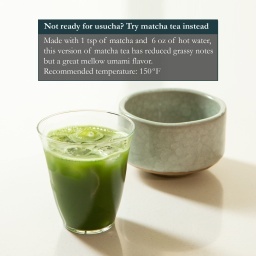 Not ready for usucha? Try matcha tea instead
Made with 1 tsp of matcha and 6 oz of hot water,
this version of matcha tea has reduced grassy notes
but a great mellow umami flavor.
Recommended temperature: 150°F